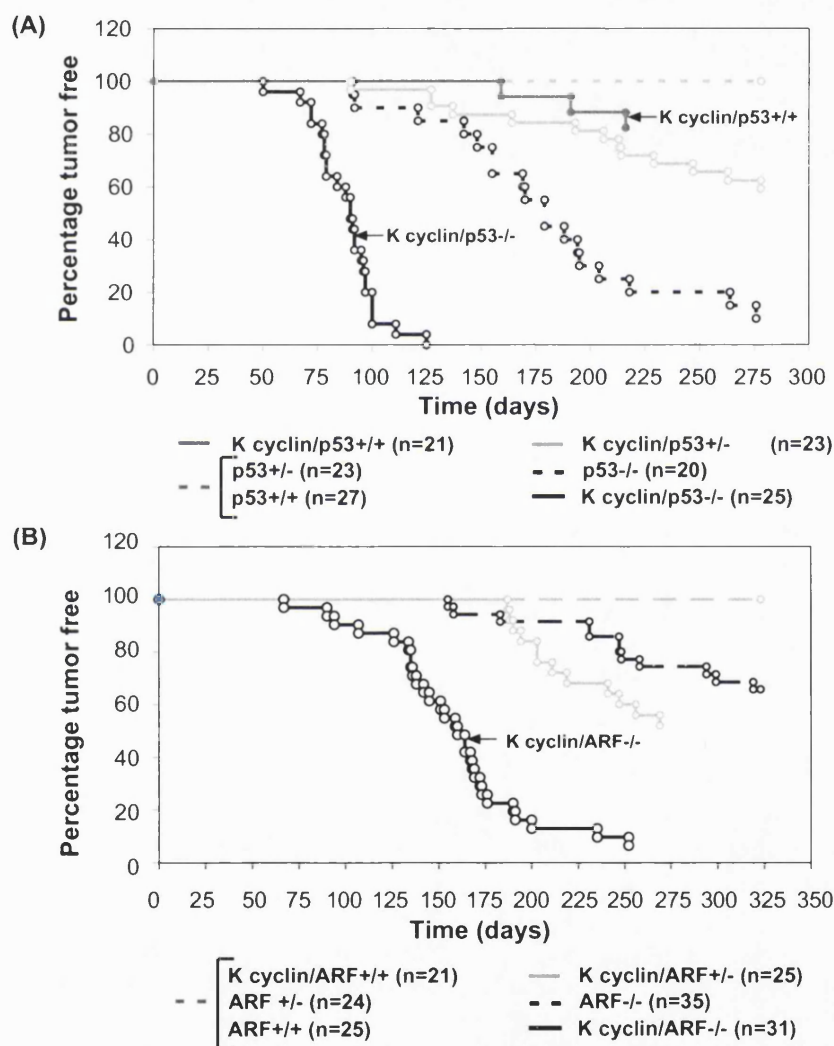 (A)
Percentage tumor free
120
100
80
60
40
20
0
K cyclin/p53+/+
K cyclin/p53-/-
0 25 50 75 100 125 150 175 200 225 250 275 300
Time (days)
K cyclin/p53+/+ (n=21)
K cyclin/p53+/- (n=23)
p53+/- (n=23)
p53-/- (n=20)
p53+/+ (n=27)
K cyclin/p53-/- (n=25)
(B)
Percentage tumor free
120
100
80
60
40
20
0
K cyclin/ARF-/-
0 25 50 75 100 125 150 175 200 225 250 275 300 325 350
Time (days)
K cyclin/ARF+/+ (n=21)
K cyclin/ARF+/- (n=25)
ARF +/- (n=24)
ARF-/- (n=35)
ARF+/+ (n=25)
K cyclin/ARF-/- (n=31)